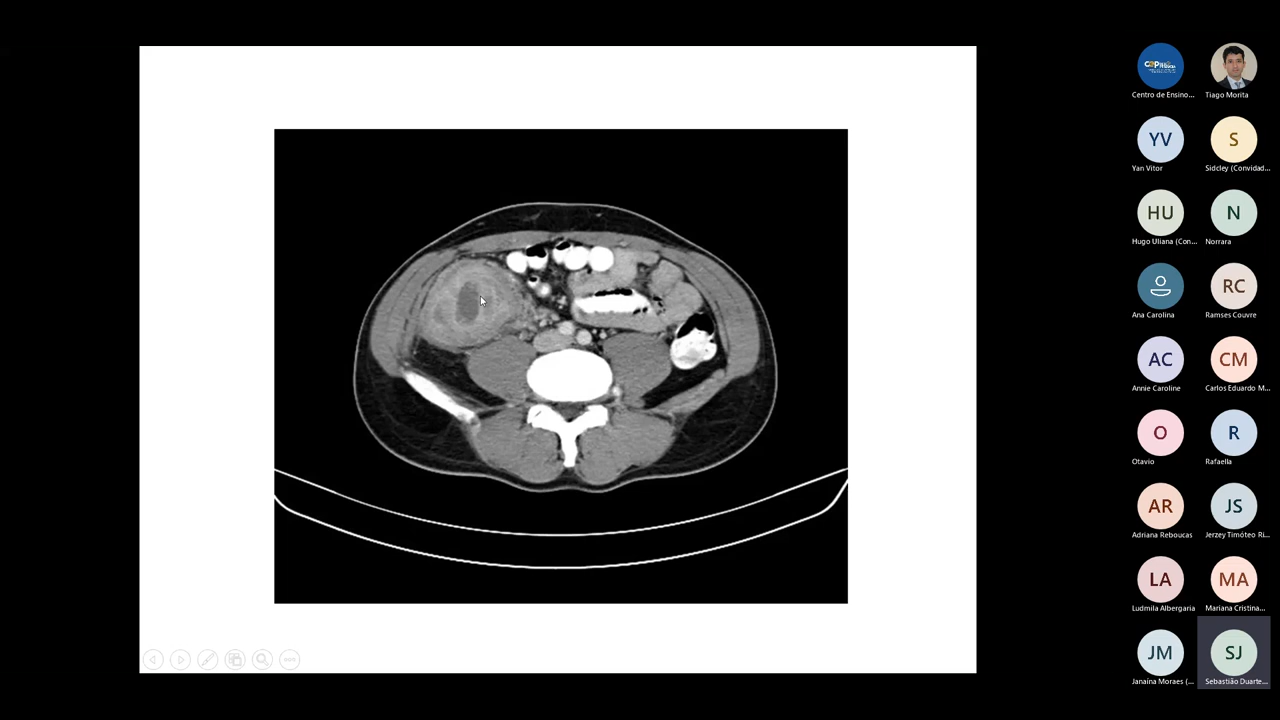 Centro de Ensino...
Tiago Morita
YV
S
Yan Vitor
Sidcley (Convidad...
HU
N
Hugo Uliana (Con...
Norrara
RC
Ana Carolina
Ramses Couvre
AC
CM
Annie Caroline
Carlos Eduardo M...
O
R
Otavio
Rafaella
AR
JS
Adriana Reboucas
Jerzey Timóteo Ri...
LA
MA
Ludmila Albergaria
Mariana Cristina...
JM
SJ
Janaína Moraes (...
Sebastião Duarte...